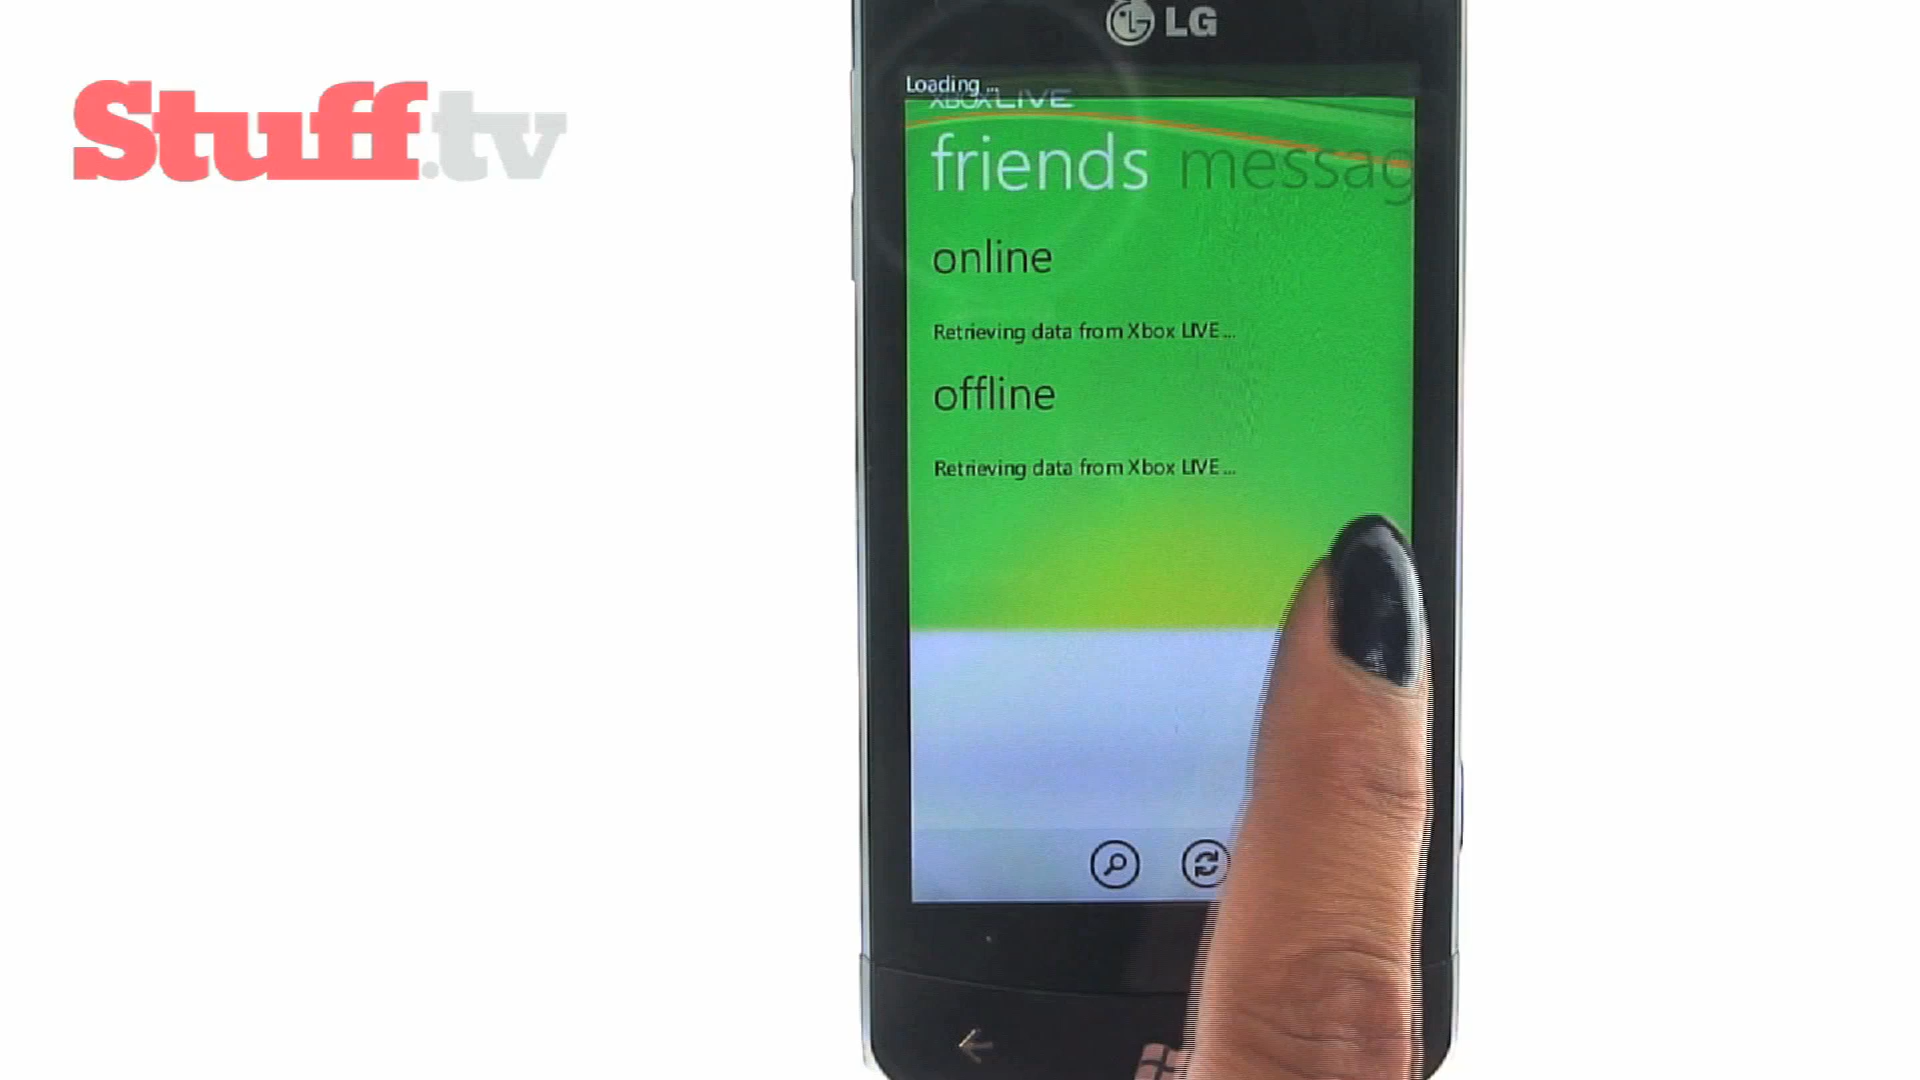 LG
Stuff.tv
Loading ...
XBOX LIVE
friends messag
online
Retrieving data from Xbox LIVE ...
offline
Retrieving data from Xbox LIVE ...